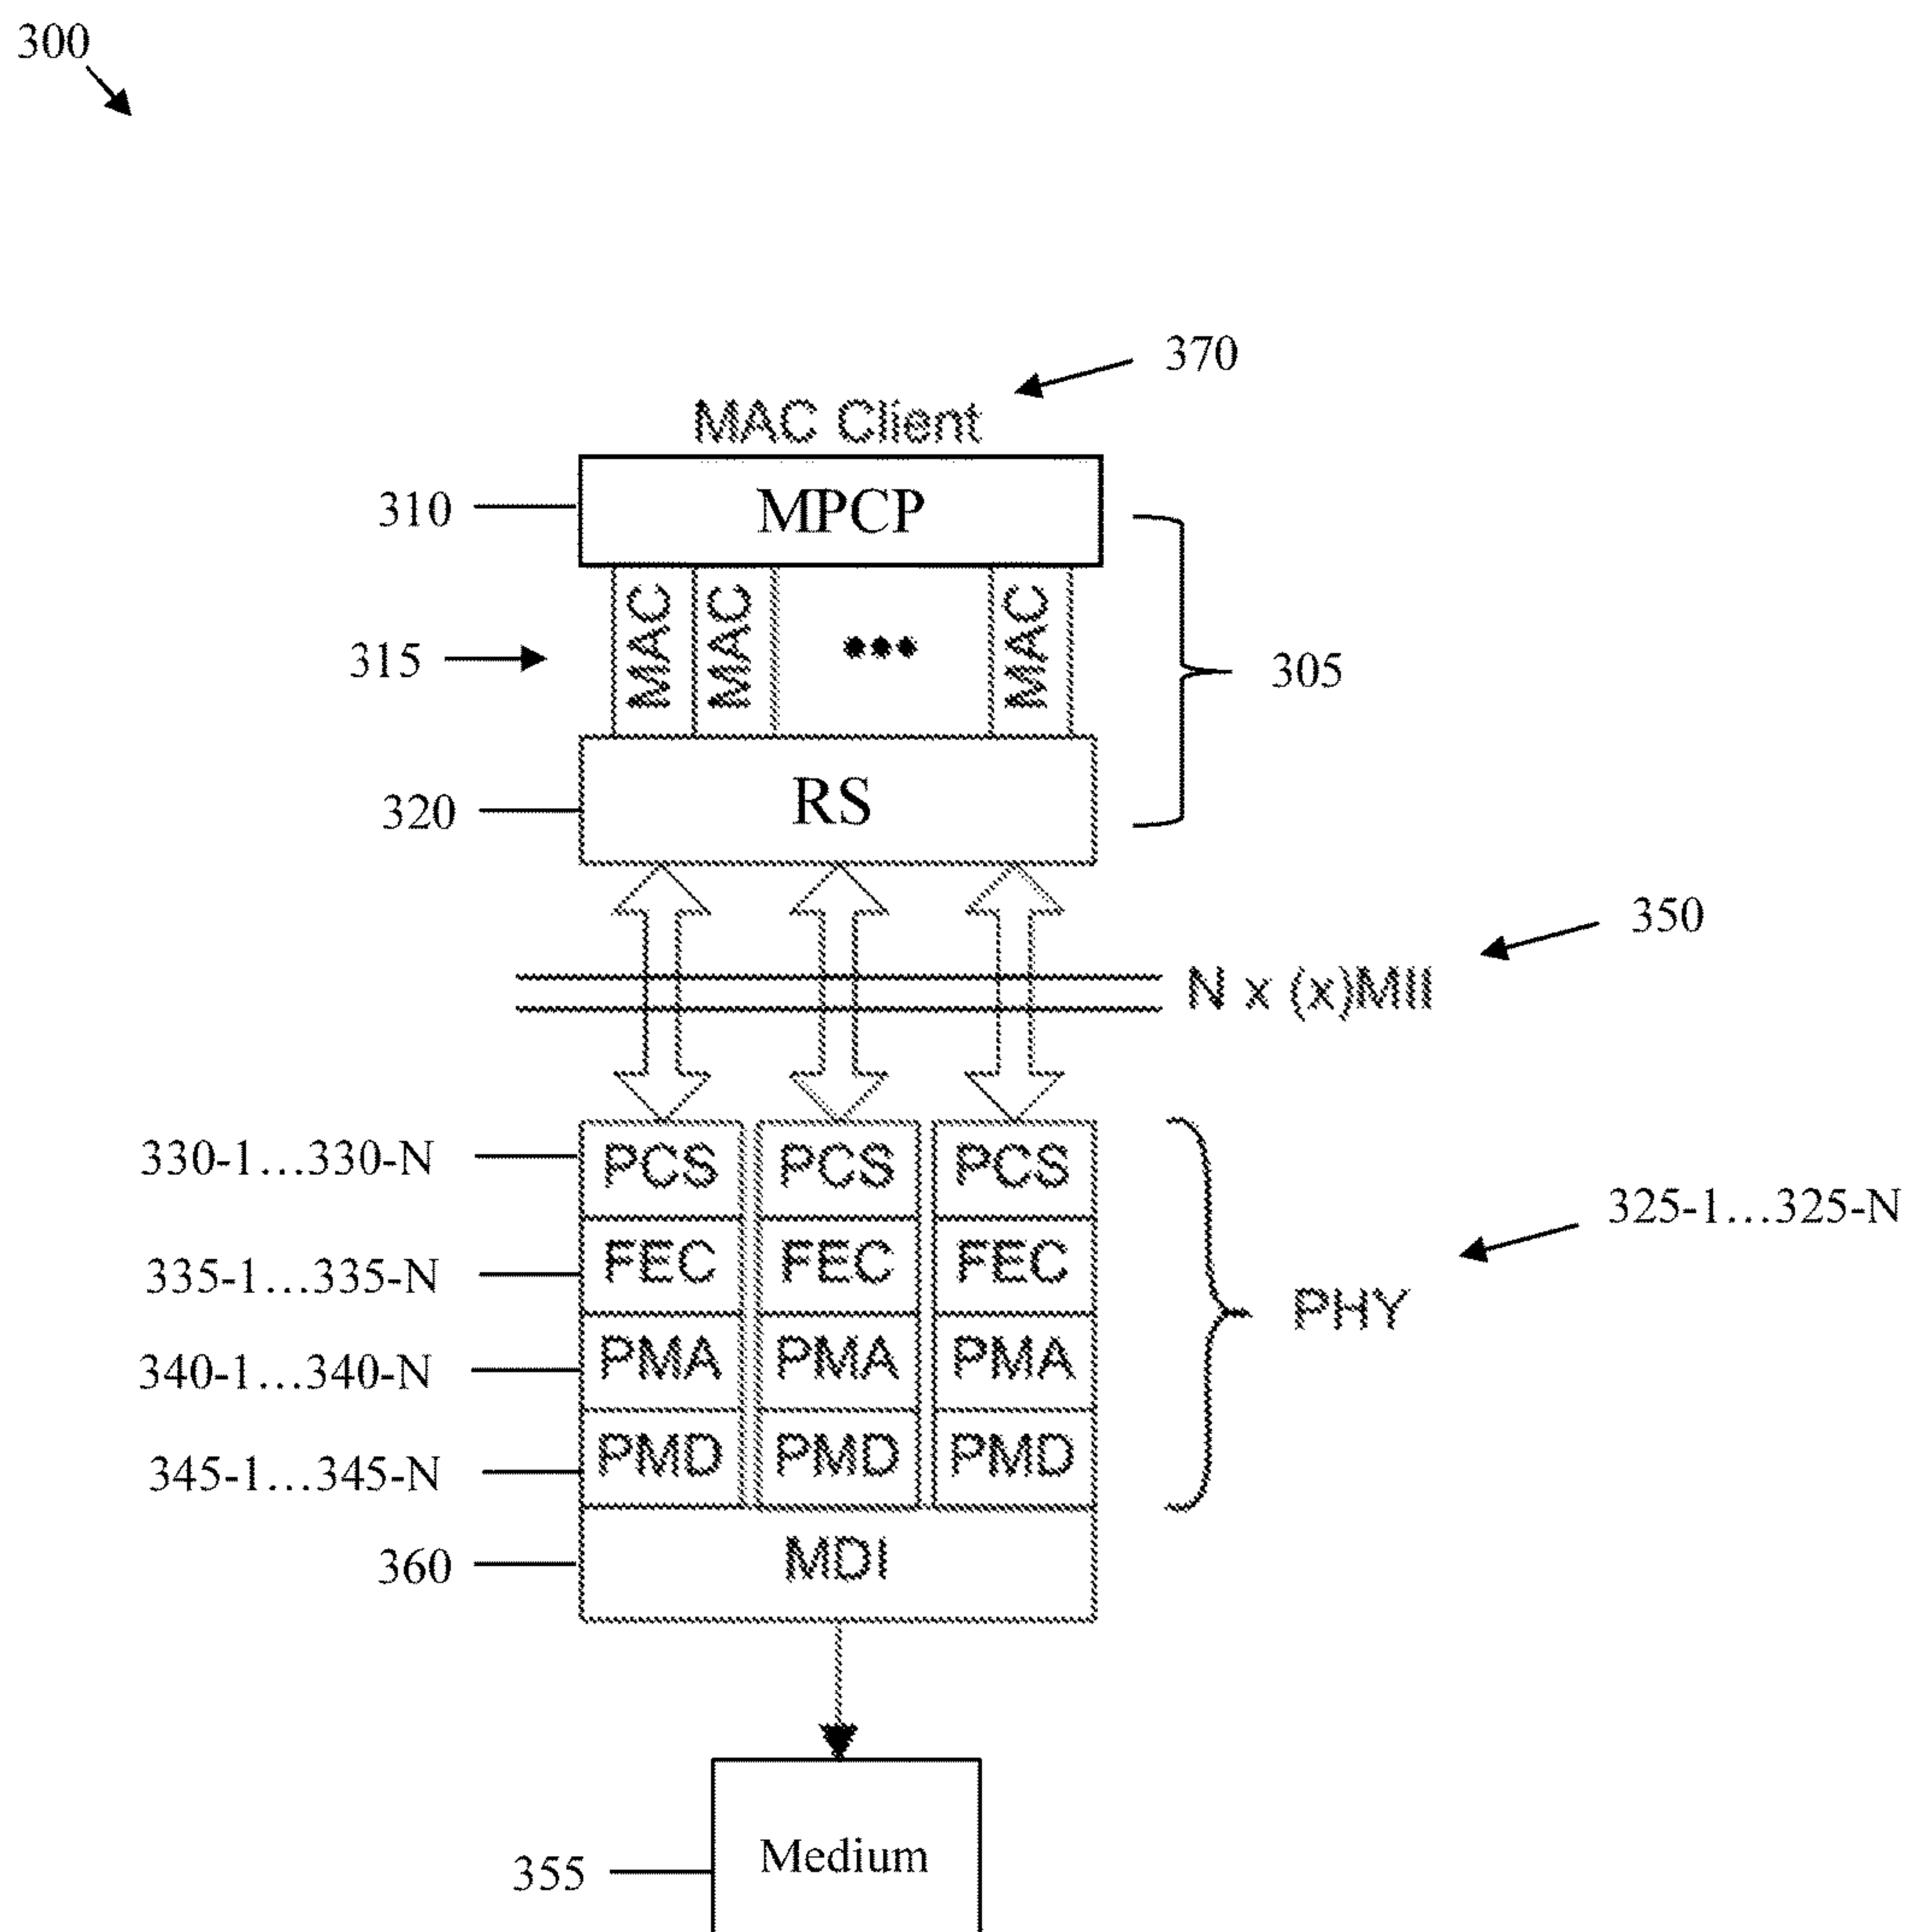 300
370
MAC Client
310
MPCP
MAC
MAC
•••
MAC
315
305
RS
320
350
N x (x)MII
330-1…330-N
PCS PCS PCS
325-1…325-N
335-1…335-N
FEC FEC FEC
PHY
340-1…340-N
PMA PMA PMA
345-1…345-N
PMD PMD PMD
360
MDI
355
Medium